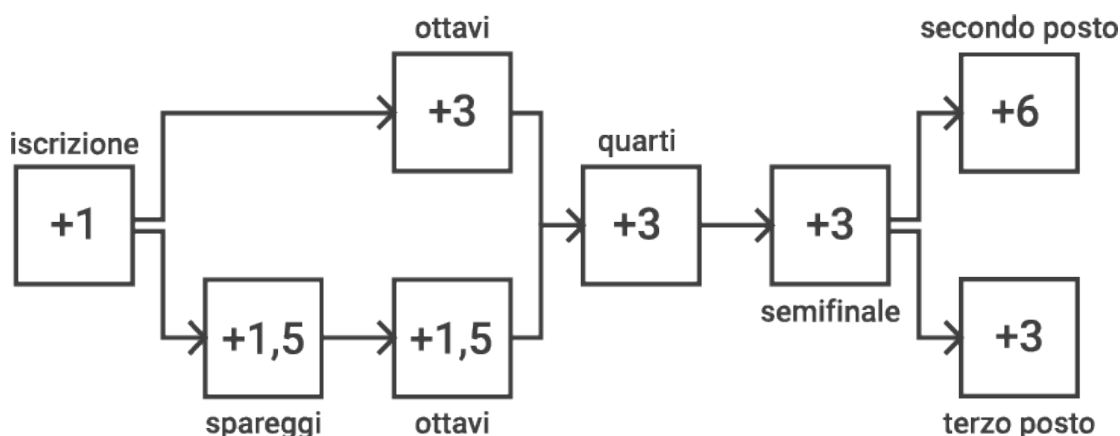 ottavi
secondo posto
+3
+6
iscrizione
quarti
+1
+3
+3
semifinale
+1,5
+1,5
+3
spareggi
ottavi
terzo posto